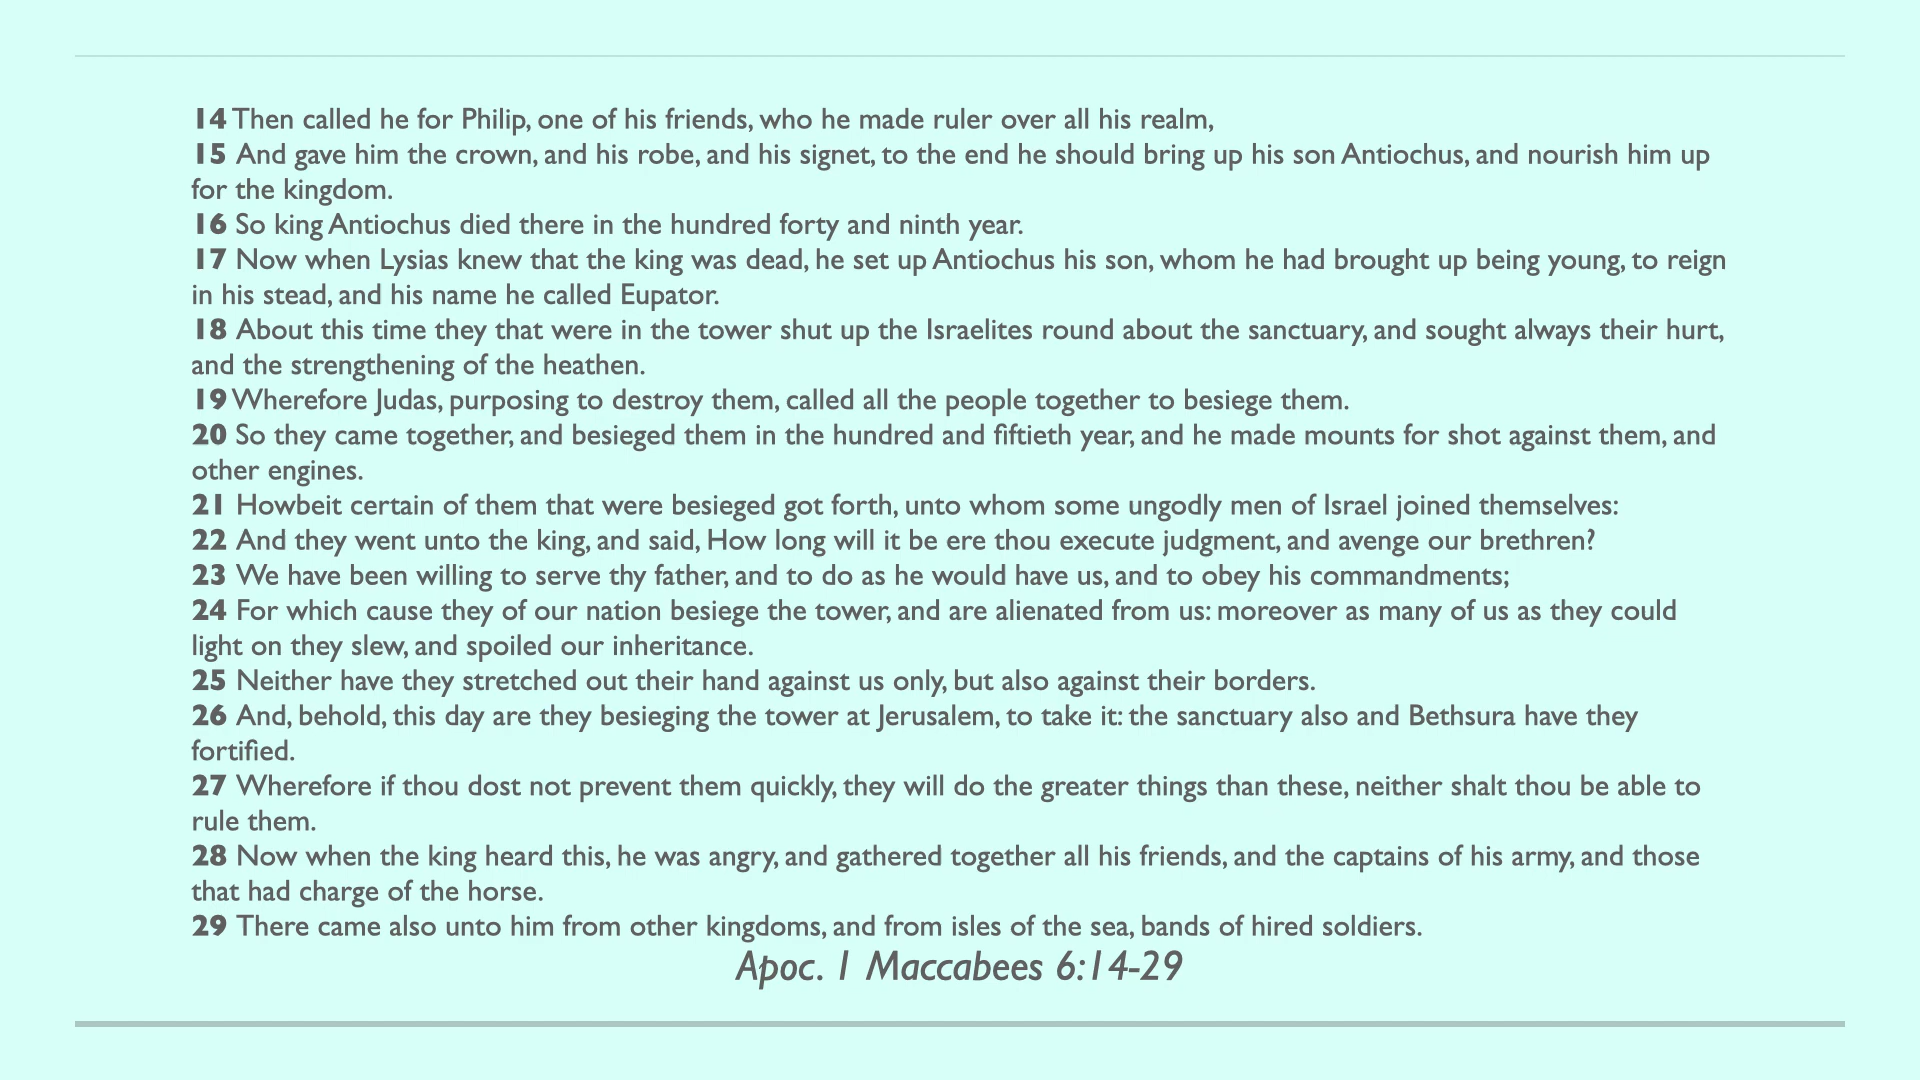 14 Then called he for Philip, one of his friends, who he made ruler over all his realm,
15 And gave him the crown, and his robe, and his signet, to the end he should bring up his son Antiochus, and nourish him up
for the kingdom.
16 So king Antiochus died there in the hundred forty and ninth year.
17 Now when Lysias knew that the king was dead, he set up Antiochus his son, whom he had brought up being young, to reign
in his stead, and his name he called Eupator.
18 About this time they that were in the tower shut up the Israelites round about the sanctuary, and sought always their hurt,
and the strengthening of the heathen.
19 Wherefore Judas, purposing to destroy them, called all the people together to besiege them.
20 So they came together, and besieged them in the hundred and fiftieth year, and he made mounts for shot against them, and
other engines.
21 Howbeit certain of them that were besieged got forth, unto whom some ungodly men of Israel joined themselves:
22 And they went unto the king, and said, How long will it be ere thou execute judgment, and avenge our brethren?
23 We have been willing to serve thy father, and to do as he would have us, and to obey his commandments;
24 For which cause they of our nation besiege the tower, and are alienated from us: moreover as many of us as they could
light on they slew, and spoiled our inheritance.
25 Neither have they stretched out their hand against us only, but also against their borders.
26 And, behold, this day are they besieging the tower at Jerusalem, to take it: the sanctuary also and Bethsura have they
fortified.
27 Wherefore if thou dost not prevent them quickly, they will do the greater things than these, neither shalt thou be able to
rule them.
28 Now when the king heard this, he was angry, and gathered together all his friends, and the captains of his army, and those
that had charge of the horse.
29 There came also unto him from other kingdoms, and from isles of the sea, bands of hired soldiers.
Apoc. 1 Maccabees 6:14-29